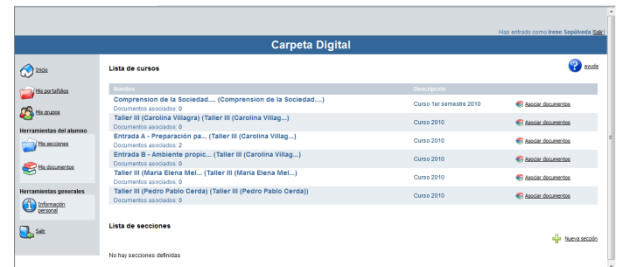 Has entrado como Irene Sepúlveda Salir
Carpeta Digital
Inicio
Mis portafolios
Mis grupos
Herramientas del alumno
Mis secciones
Mis documentos
Herramientas generales
Información personal
Salir
Lista de cursos
ayuda
Nombre Descripción
Comprension de la Sociedad.... (Comprension de la Sociedad....)
Documentos asociados: 0
Curso 1er semestre 2010 Asociar documentos
Taller III (Carolina Villagra) (Taller III (Carolina Villag...)
Documentos asociados: 0
Curso 2010 Asociar documentos
Entrada A - Preparación pa... (Taller III (Carolina Villag...)
Documentos asociados: 2
Curso 2010 Asociar documentos
Entrada B - Ambiente propic... (Taller III (Carolina Villag...)
Documentos asociados: 0
Curso 2010 Asociar documentos
Taller III (Maria Elena Mel... (Taller III (Maria Elena Mel...)
Documentos asociados: 0
Curso 2010 Asociar documentos
Taller III (Pedro Pablo Cerda) (Taller III (Pedro Pablo Cerda))
Documentos asociados: 0
Curso 2010 Asociar documentos
Lista de secciones
Nueva sección
No hay secciones definidas